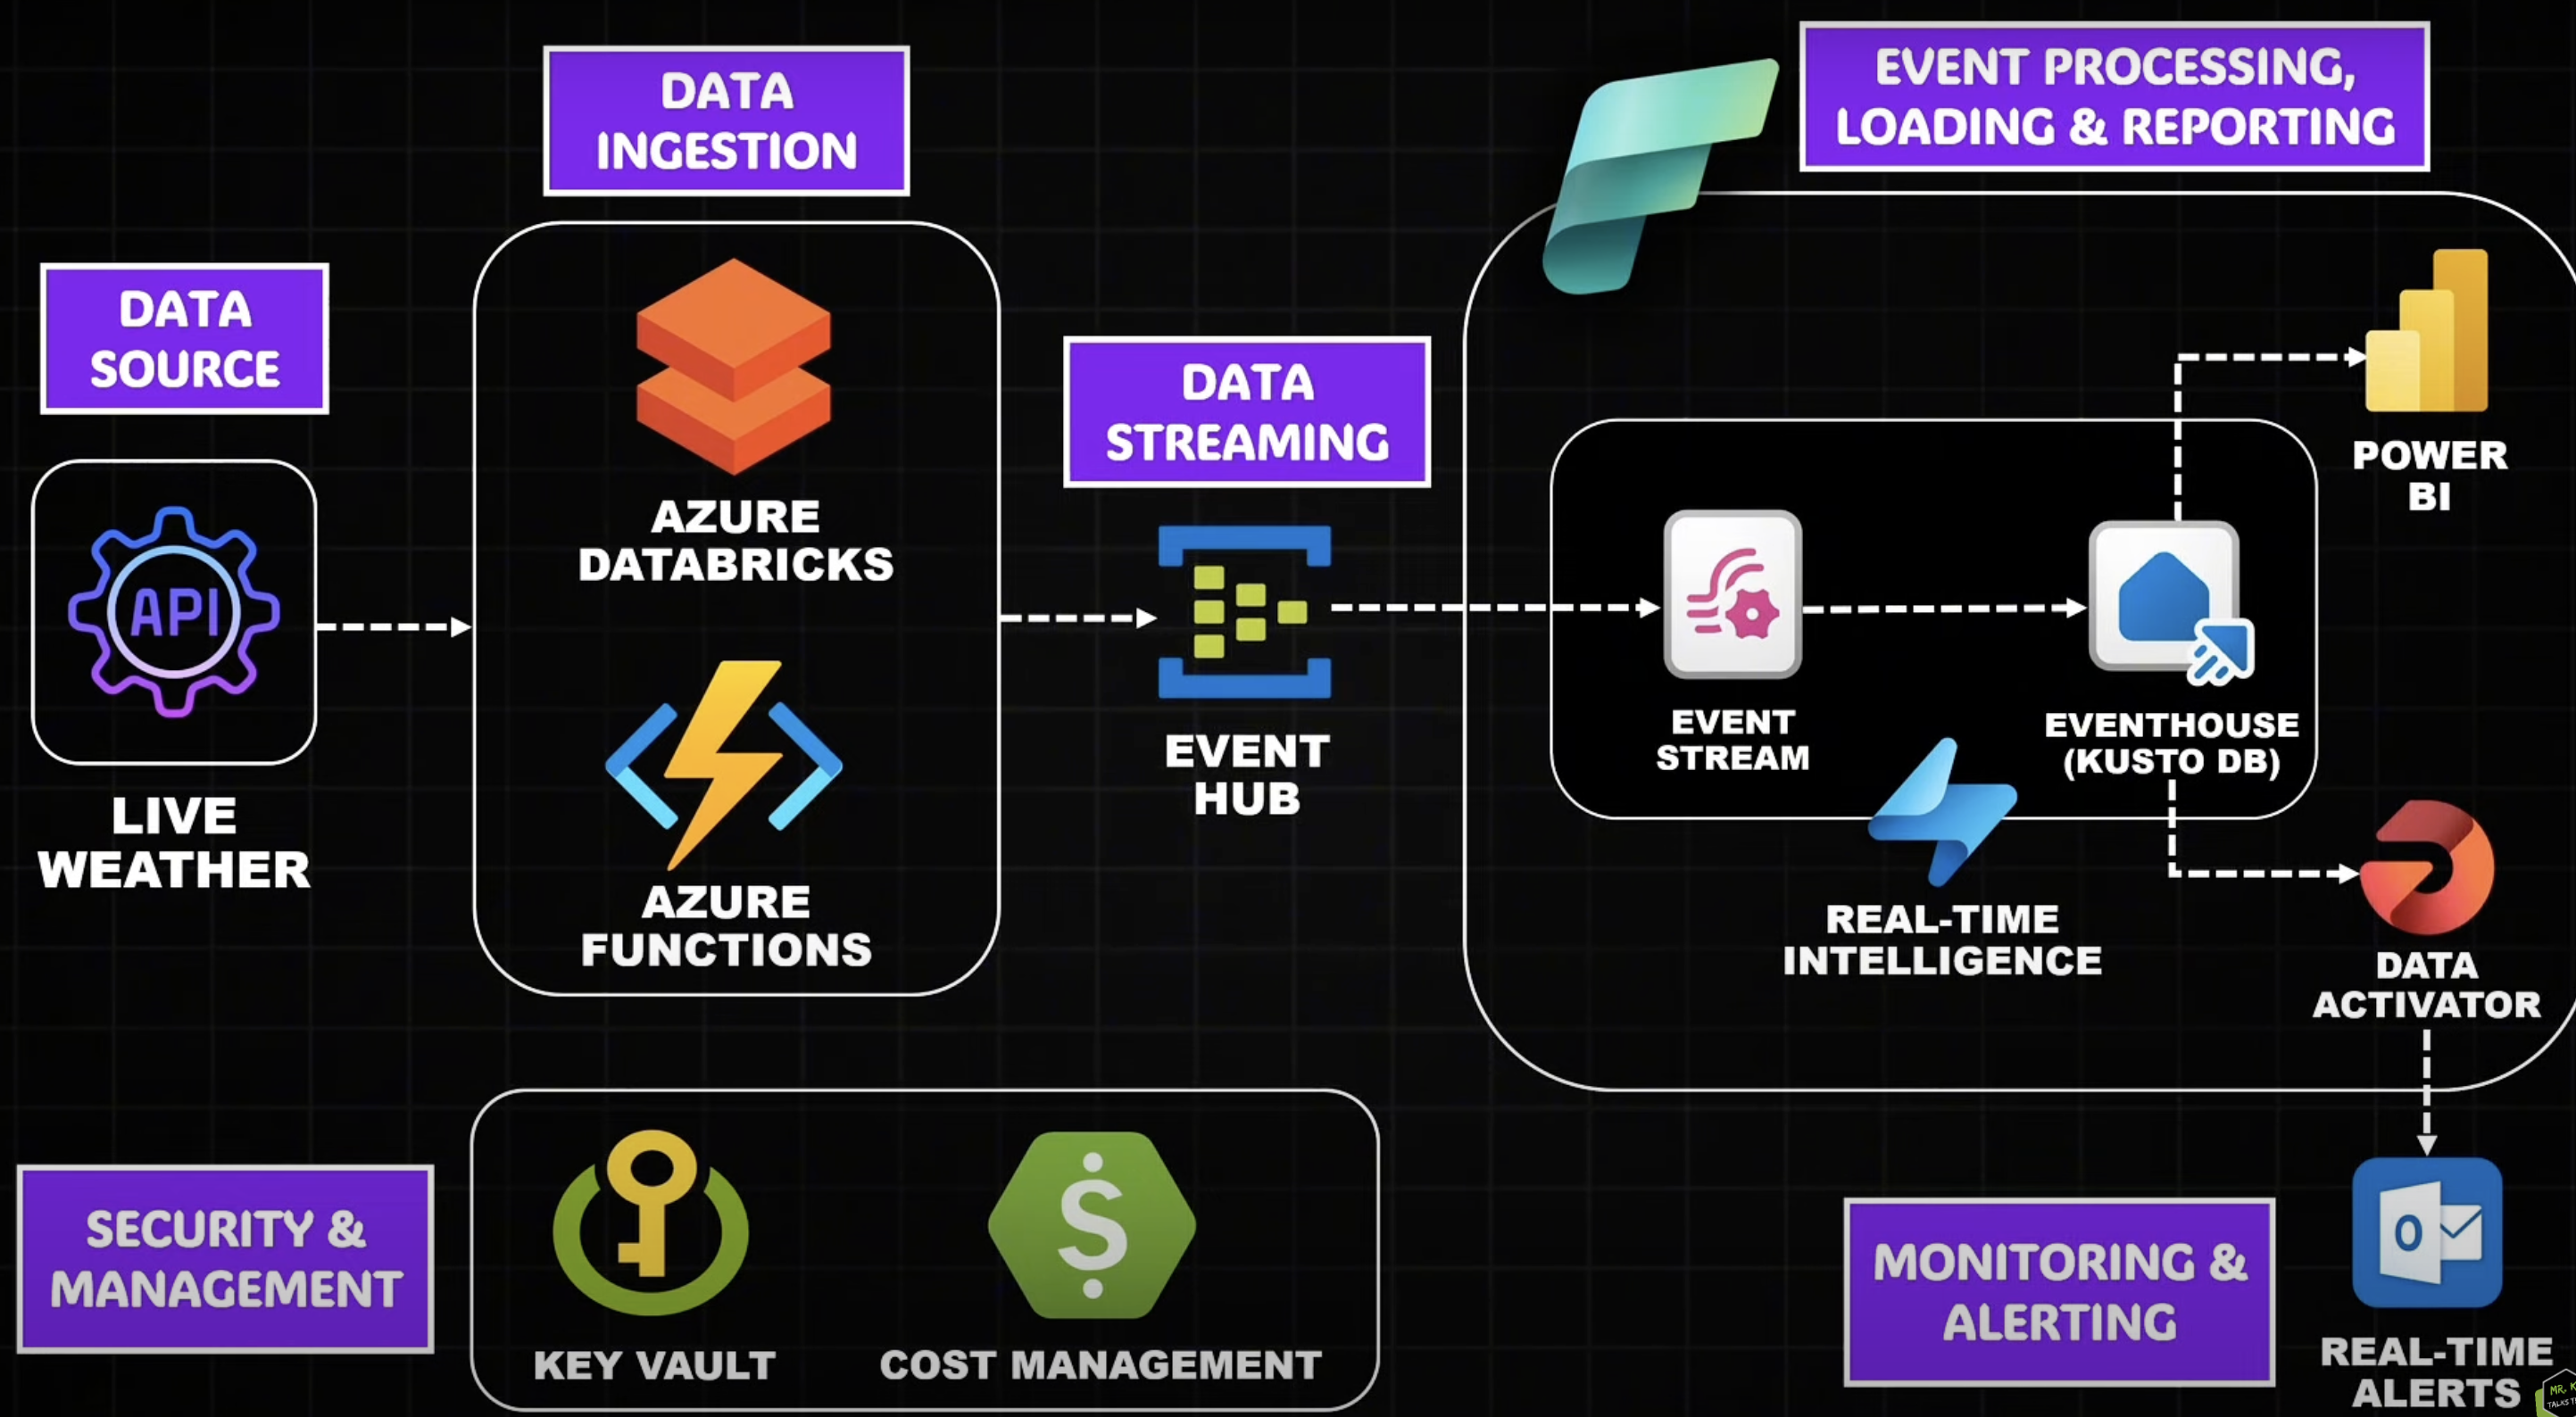 DATA
SOURCE
API
LIVE
WEATHER
DATA
INGESTION
AZURE
DATABRICKS
AZURE
FUNCTIONS
DATA
STREAMING
EVENT
HUB
EVENT PROCESSING,
LOADING & REPORTING
EVENT
STREAM
EVENTHOUSE
(KUSTO DB)
REAL-TIME
INTELLIGENCE
POWER
BI
DATA
ACTIVATOR
SECURITY &
MANAGEMENT
KEY VAULT
$
COST MANAGEMENT
MONITORING &
ALERTING
O
REAL-TIME
ALERTS
MR. K
TALKS T